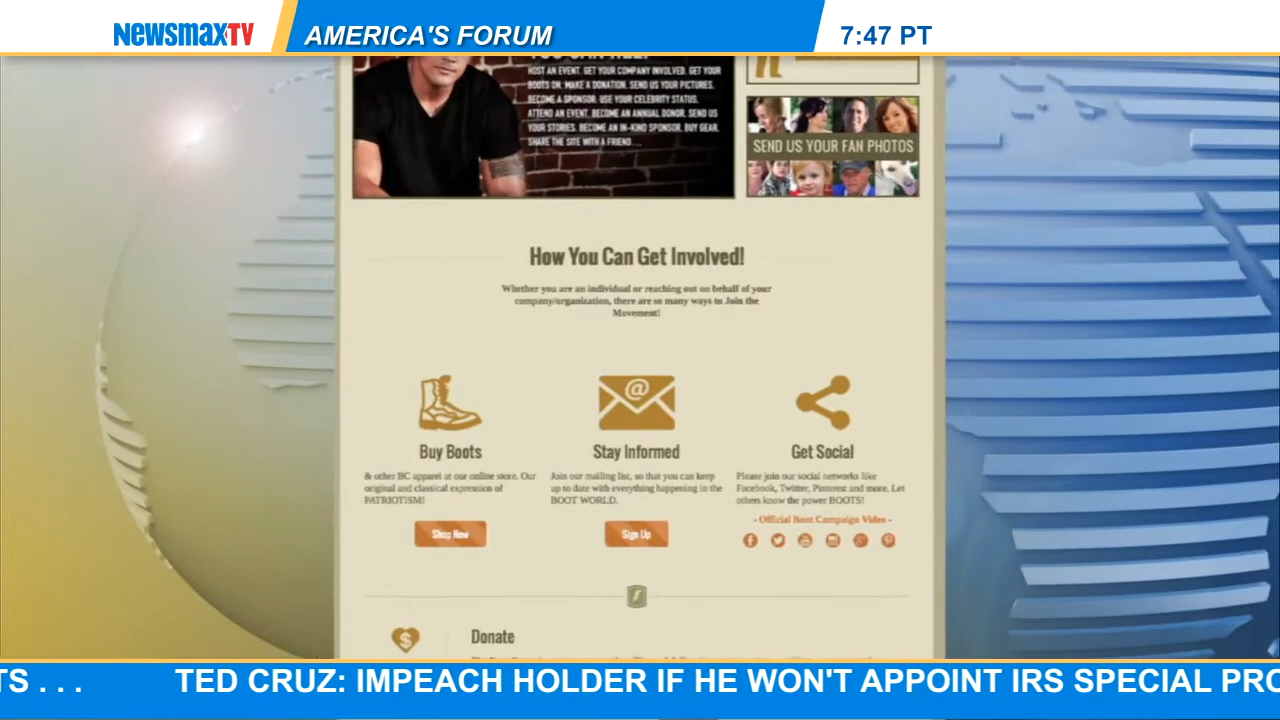 NEWSMAXTV
AMERICA'S FORUM
7:47 PT
HOST AN EVENT. GET YOUR COMPANY INVOLVED. GET YOUR
BOOTS ON. MAKE A DONATION. SEND US YOUR PICTURES.
BECOME A SPONSOR. USE YOUR CELEBRITY STATUS.
ATTEND AN EVENT. BECOME AN ANNUAL DONOR. SEND US
YOUR STORIES. BECOME AN IN-KIND SPONSOR. BUY GEAR.
SHARE THE SITE WITH A FRIEND. . .
SEND US YOUR FAN PHOTOS
How You Can Get Involved!
Whether you are an individual or reaching out on behalf of your
company/organization, there are so many ways to Join the
Movement!
Buy Boots
& other BC apparel at our online store. Our
original and classical expression of
PATRIOTISM!
Shop Now
Stay Informed
Join our mailing list, so that you can keep
up to date with everything happening in the
BOOT WORLD.
Sign Up
Get Social
Please join our social networks like
Facebook, Twitter, Pinterest and more. Let
others know the power BOOTS!
- Official Boot Campaign Video -
Donate
TS . . . TED CRUZ: IMPEACH HOLDER IF HE WON'T APPOINT IRS SPECIAL PRO